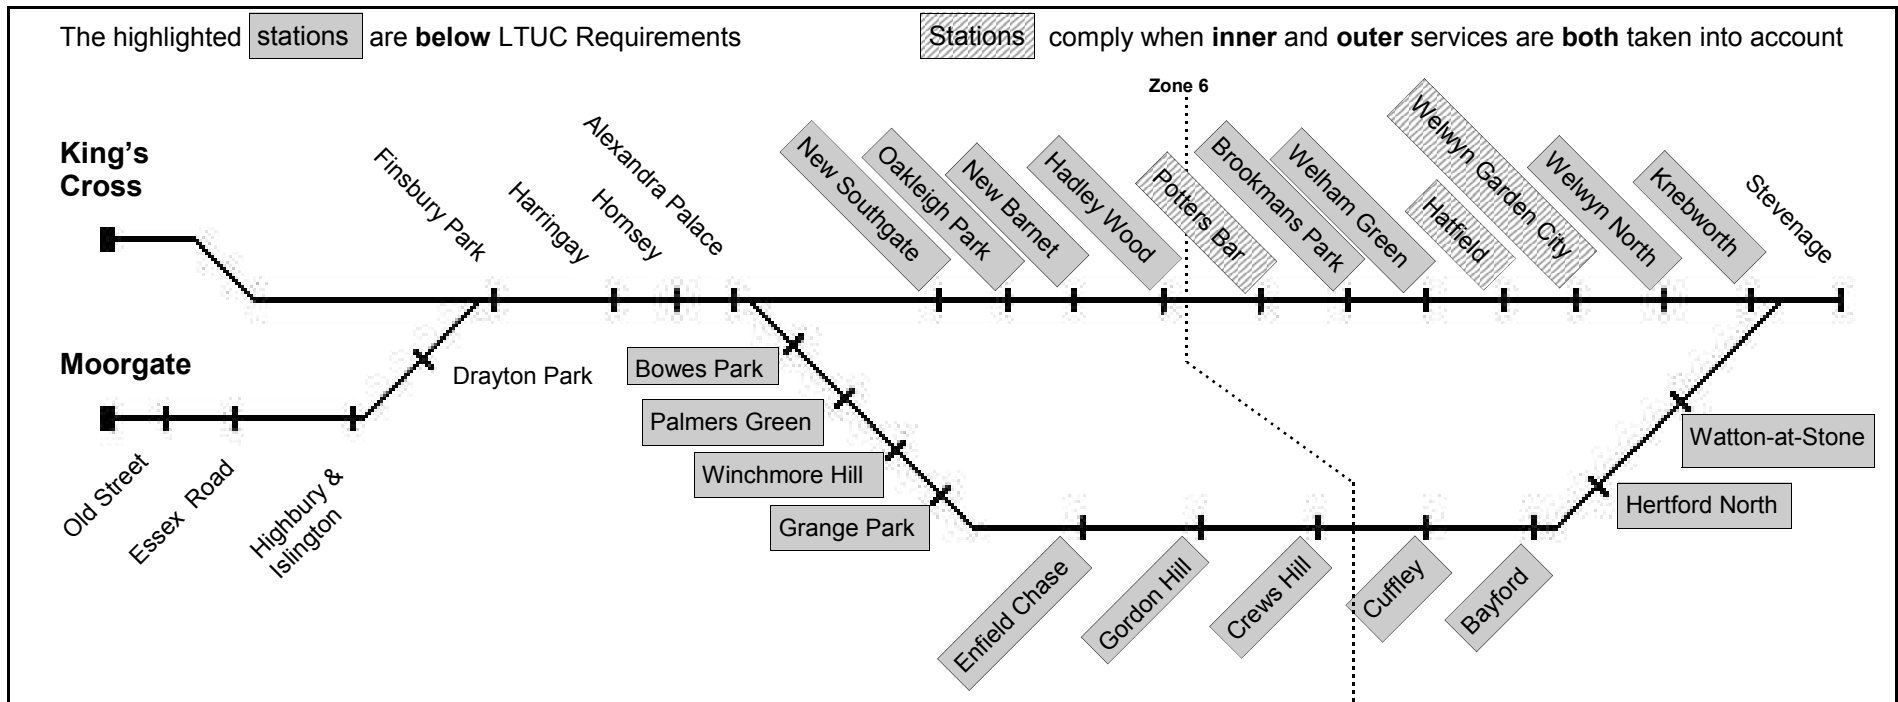 The highlighted stations are below LTUC Requirements
Stations comply when inner and outer services are both taken into account
Zone 6
King's
Cross
Finsbury Park
Harringay
Hornsey
Alexandra Palace
New Southgate
Oakleigh Park
New Barnet
Hadley Wood
Potters Bar
Brookmans Park
Welham Green
Hatfield
Welwyn Garden City
Welwyn North
Knebworth
Stevenage
Moorgate
Drayton Park
Old Street
Essex Road
Highbury &
Islington
Bowes Park
Palmers Green
Winchmore Hill
Grange Park
Enfield Chase
Gordon Hill
Crews Hill
Cuffley
Bayford
Hertford North
Watton-at-Stone